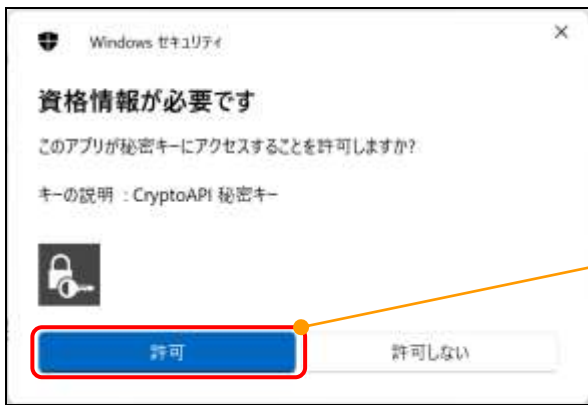 Windows セキュリティ
資格情報が必要です
このアプリが秘密キーにアクセスすることを許可しますか?
キーの説明 : CryptoAPI 秘密キー
許可
許可しない